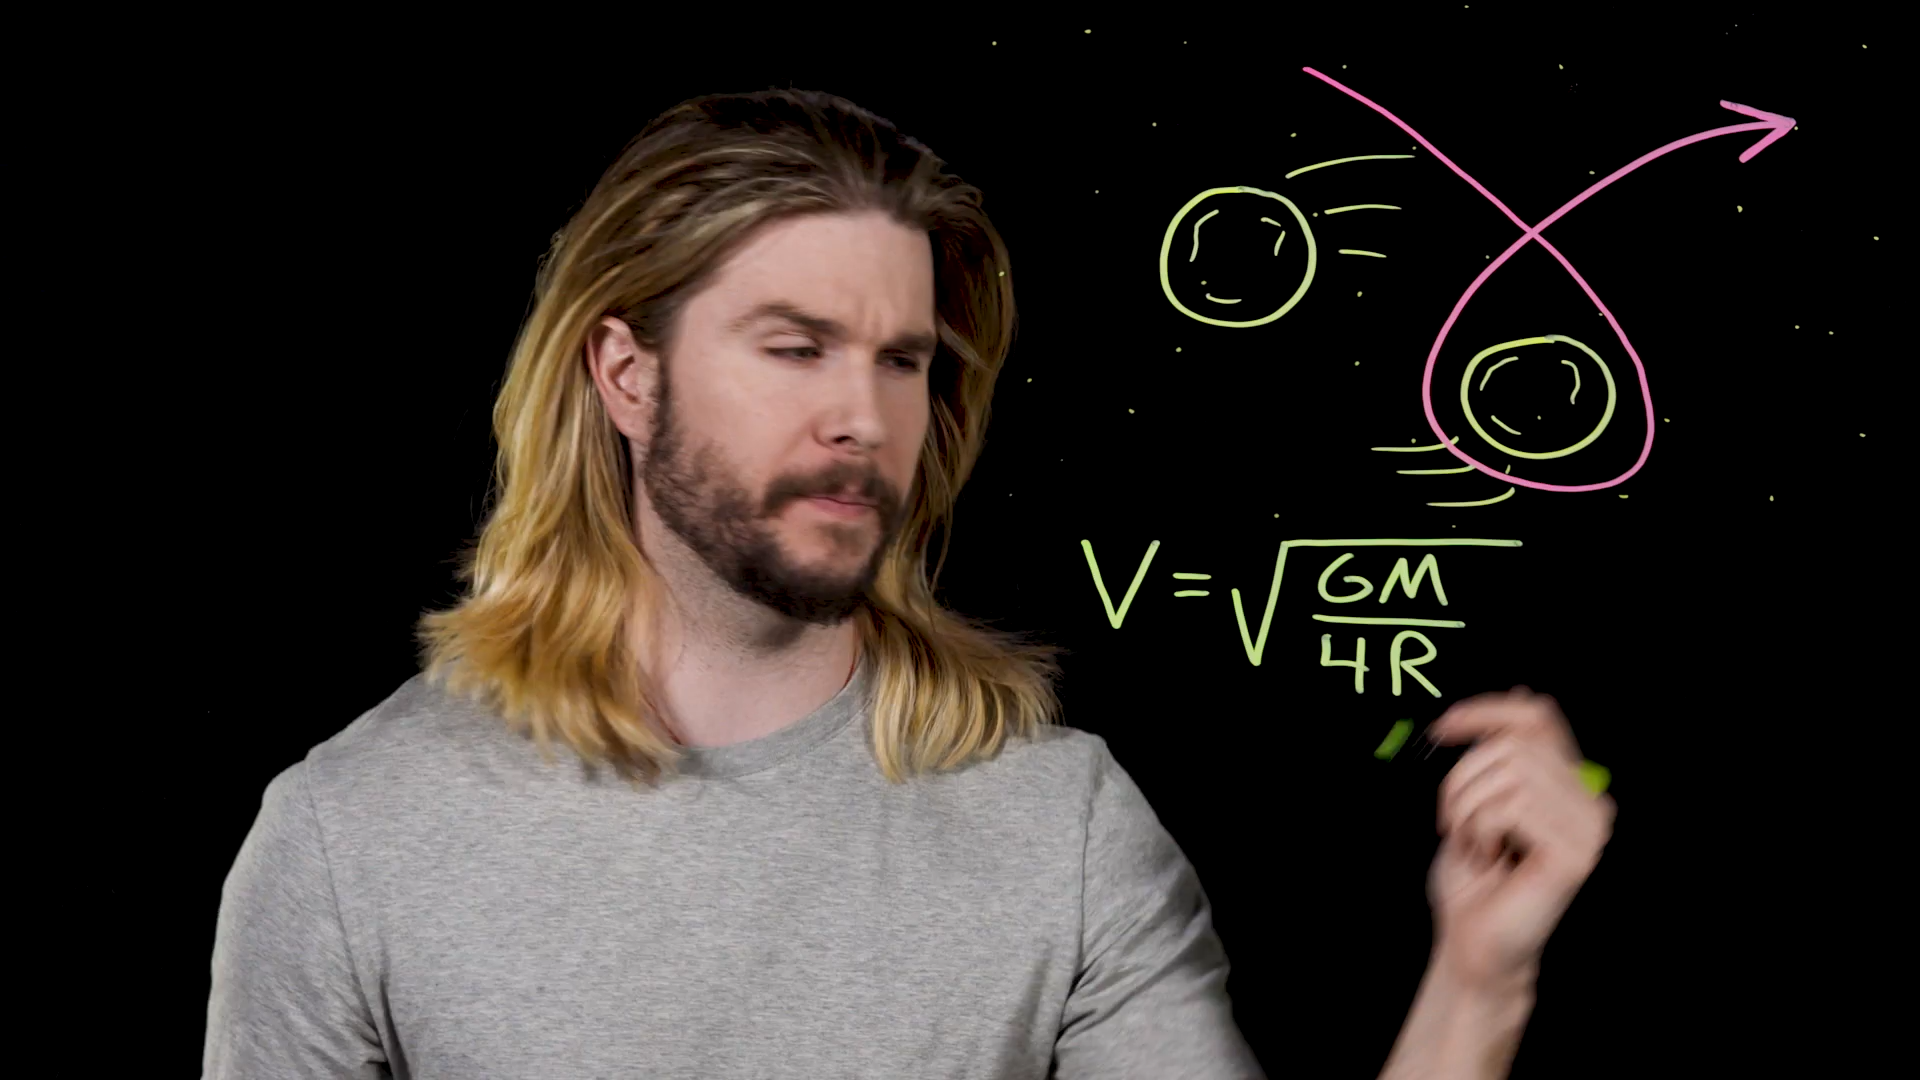 V = √GM/4R